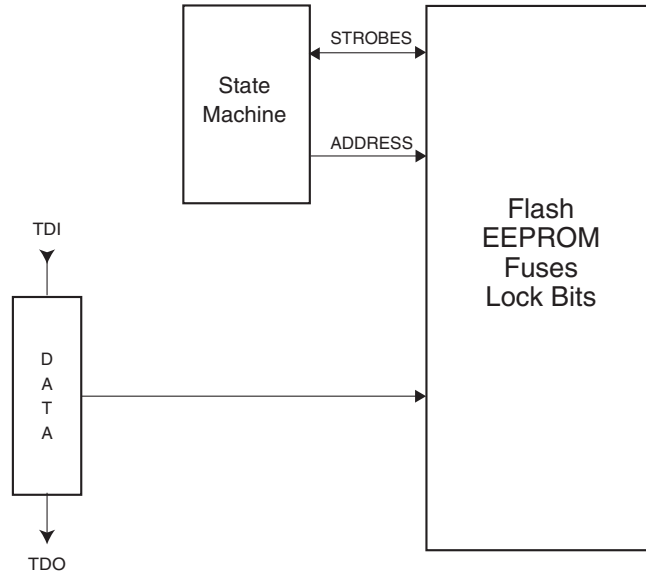 STROBES
State
Machine
ADDRESS
Flash
EEPROM
Fuses
Lock Bits
TDI
D
A
T
A
TDO